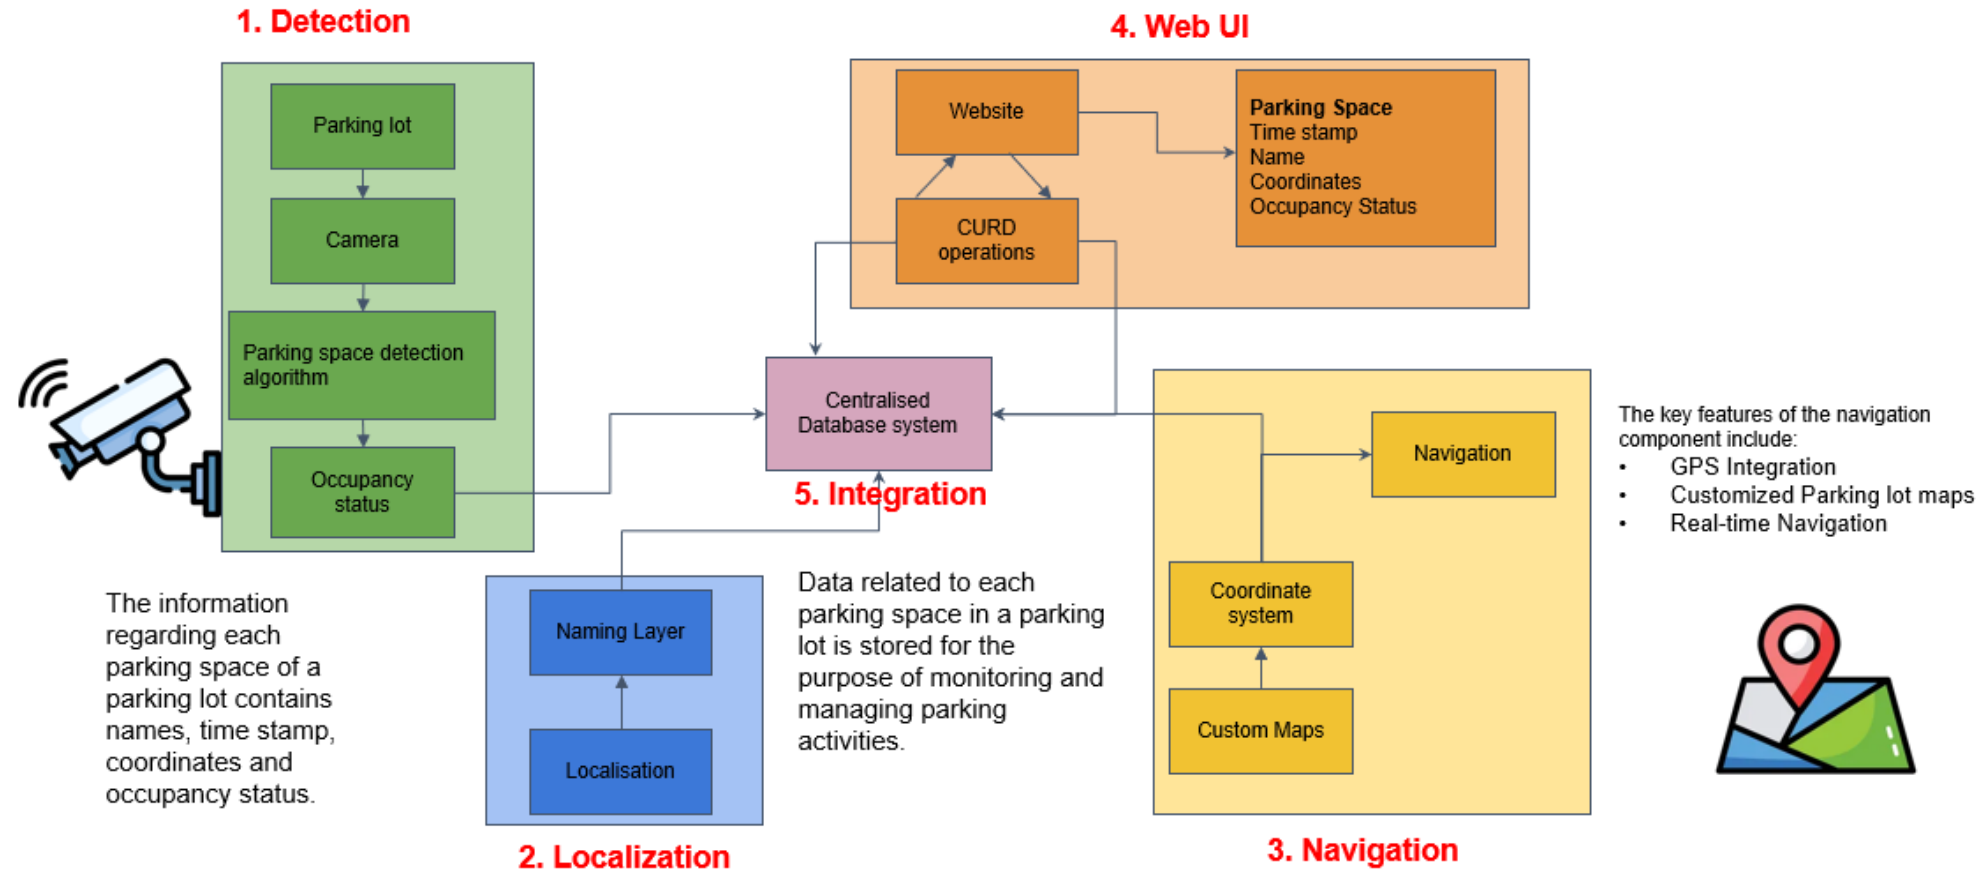 1. Detection
Parking lot
Camera
Parking space detection
algorithm
Occupancy
status
The information
regarding each
parking space of a
parking lot contains
names, time stamp,
coordinates and
occupancy status.
4. Web UI
Website
CURD
operations
Parking Space
Time stamp
Name
Coordinates
Occupancy Status
Centralised
Database system
5. Integration
Data related to each
parking space in a parking
lot is stored for the
purpose of monitoring and
managing parking
activities.
Naming Layer
Localisation
2. Localization
Navigation
Coordinate
system
Custom Maps
3. Navigation
The key features of the navigation
component include:
• GPS Integration
• Customized Parking lot maps
• Real-time Navigation